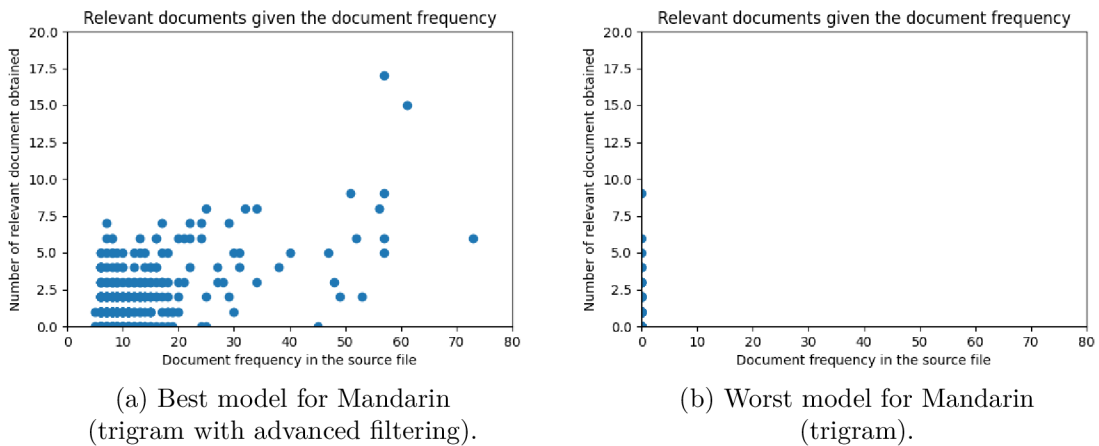 Relevant documents given the document frequency
20.0
17.5
15.0
12.5
10.0
7.5
5.0
2.5
0.0
Number of relevant document obtained
0 10 20 30 40 50 60 70 80
Document frequency in the source file
(a) Best model for Mandarin
(trigram with advanced filtering).
Relevant documents given the document frequency
20.0
17.5
15.0
12.5
10.0
7.5
5.0
2.5
0.0
Number of relevant document obtained
0 10 20 30 40 50 60 70 80
Document frequency in the source file
(b) Worst model for Mandarin
(trigram).